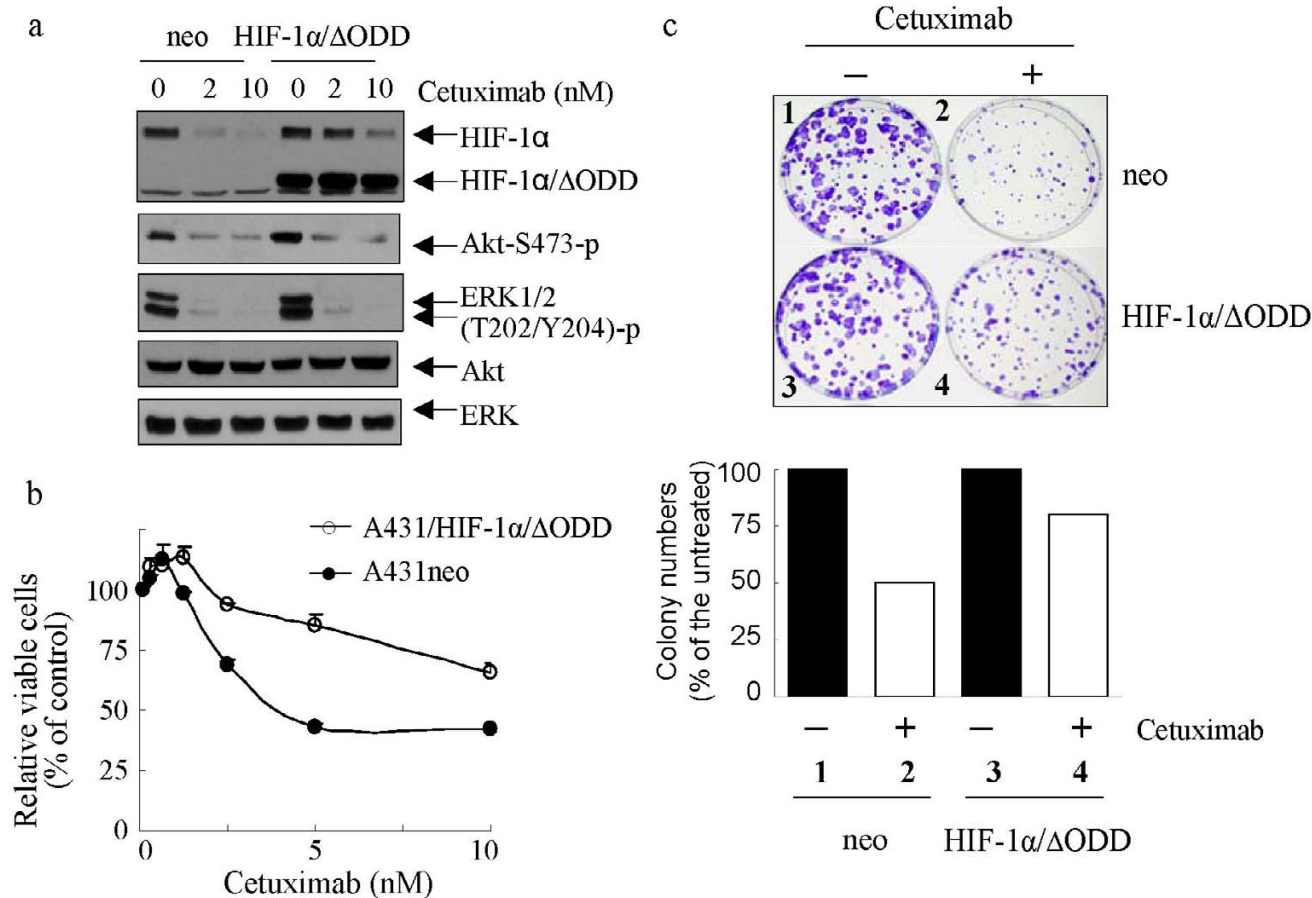 a
neo HIF-1α/ΔODD
0 2 10 0 2 10 Cetuximab (nM)
HIF-1α
HIF-1α/ΔODD
Akt-S473-p
ERK1/2
(T202/Y204)-p
Akt
ERK
b
A431/HIF-1α/ΔODD
A431neo
Relative viable cells
(% of control)
100
75
50
25
0
0 5 10
Cetuximab (nM)
c
Cetuximab
− +
1 2
neo
3 4
HIF-1α/ΔODD
Colony numbers
(% of the untreated)
100
75
50
25
0
− + − + Cetuximab
1 2 3 4
neo HIF-1α/ΔODD